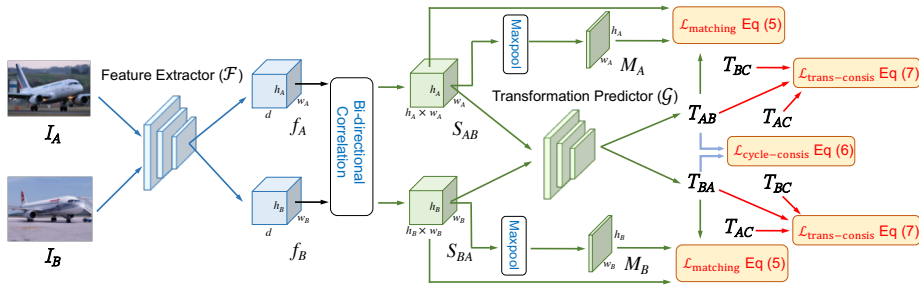 I_A
I_B
Feature Extractor (ℱ)
h_A
w_A
d
f_A
h_B
w_B
d
f_B
Bi-directional
Correlation
h_A
w_A
h_A × w_A
S_AB
h_B
w_B
h_B × w_B
S_BA
Maxpool
h_A
w_A
M_A
Maxpool
h_B
w_B
M_B
Transformation Predictor (𝒢)
T_AB
T_BA
ℒ_matching Eq (5)
T_BC
T_AC
ℒ_trans−consis Eq (7)
ℒ_cycle−consis Eq (6)
T_BC
T_AC
ℒ_trans−consis Eq (7)
ℒ_matching Eq (5)